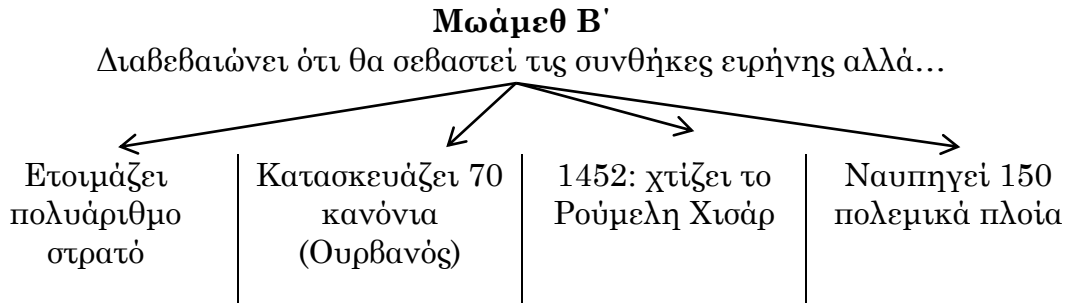 Μωάμεθ Β΄
Διαβεβαιώνει ότι θα σεβαστεί τις συνθήκες ειρήνης αλλά…
Ετοιμάζει
πολυάριθμο
στρατό
Κατασκευάζει 70
κανόνια
(Ουρβανός)
1452: χτίζει το
Ρούμελη Χισάρ
Ναυπηγεί 150
πολεμικά πλοία